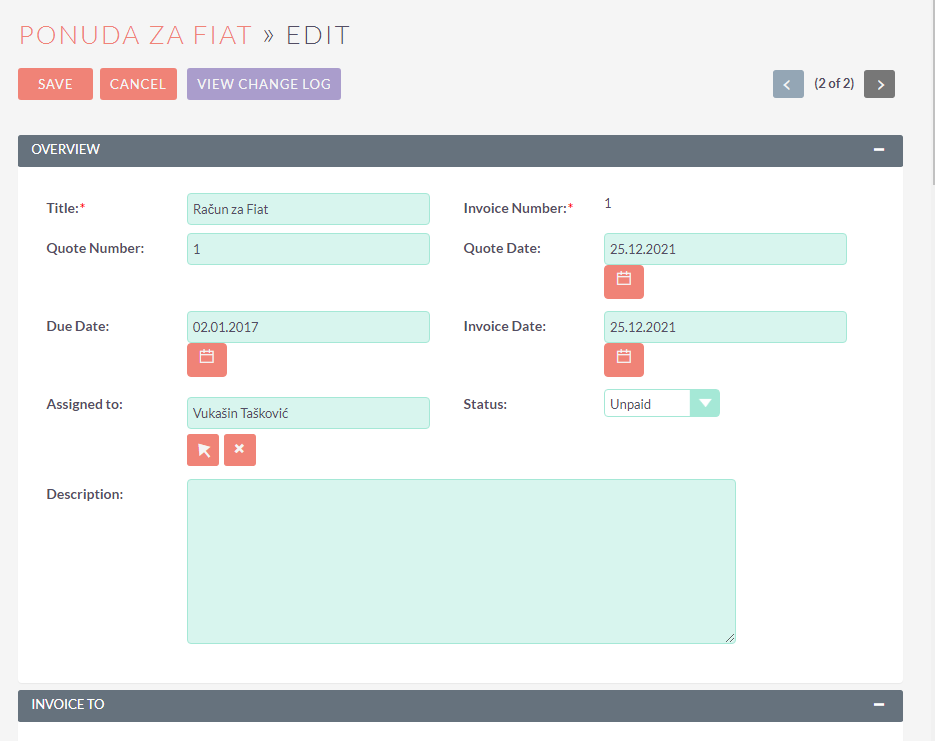 PONUDA ZA FIAT » EDIT
SAVE CANCEL VIEW CHANGE LOG (2 of 2)
OVERVIEW
Title:* Račun za Fiat Invoice Number:* 1
Quote Number: 1 Quote Date: 25.12.2021
Due Date: 02.01.2017 Invoice Date: 25.12.2021
Assigned to: Vukašin Tašković Status: Unpaid
Description:
INVOICE TO